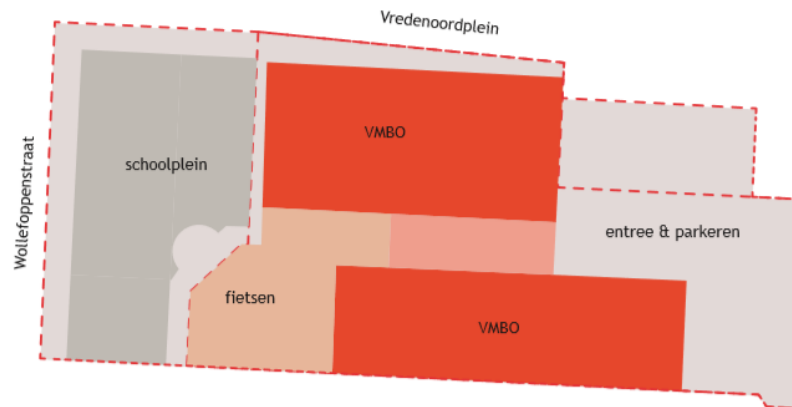 Vredenoordplein
VMBO
schoolplein
Wollefoppenstraat
entree & parkeren
fietsen
VMBO